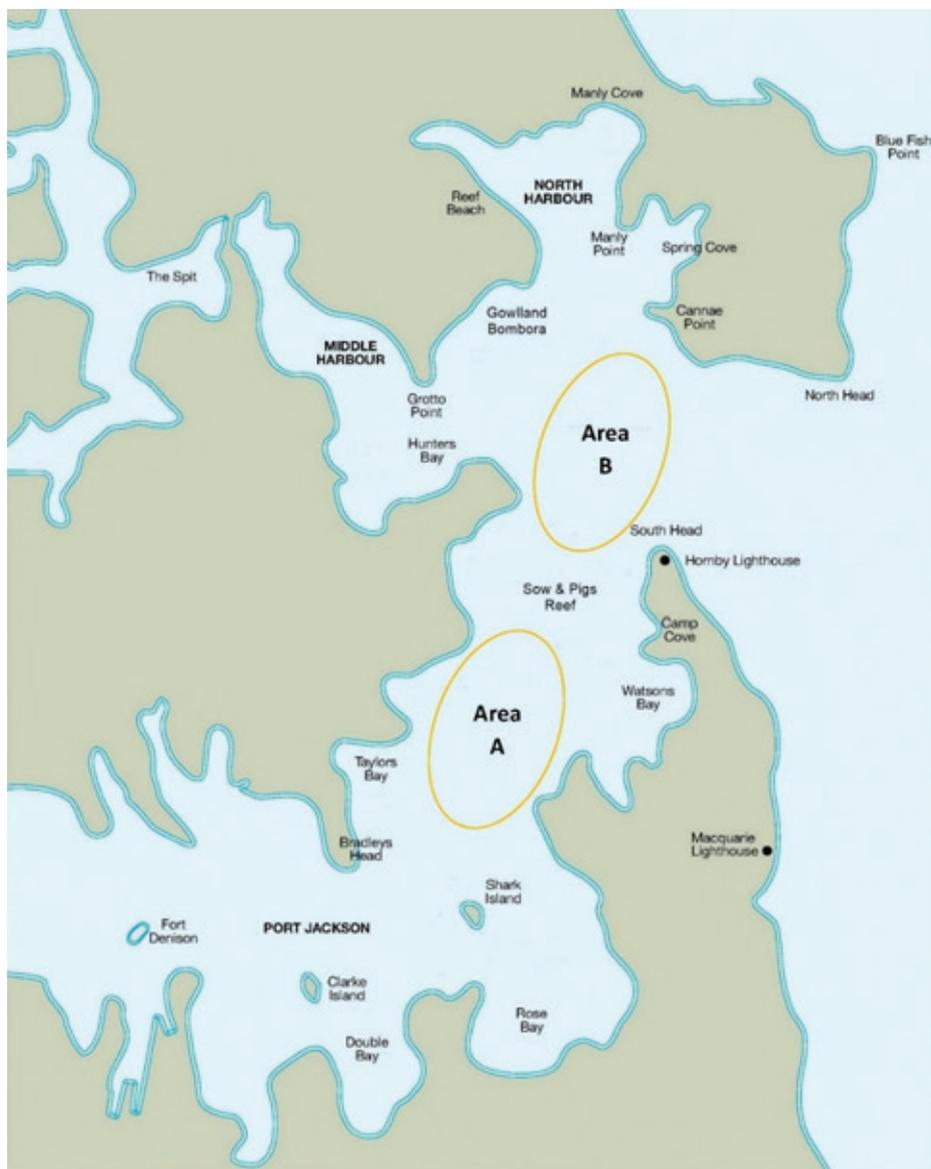 Manly Cove
Blue Fish
Point
NORTH
HARBOUR
Reef
Beach
Manly
Point
Spring Cove
The Spit
Cannae
Point
Gowlland
Bombora
MIDDLE
HARBOUR
North Head
Grotto
Point
Area
B
Hunters
Bay
South Head
Hornby Lighthouse
Sow & Pigs
Reef
Camp
Cove
Watsons
Bay
Area
A
Taylors
Bay
Macquarie
Lighthouse
Bradleys
Head
Shark
Island
Fort
Denison
PORT JACKSON
Clarke
Island
Rose
Bay
Double
Bay